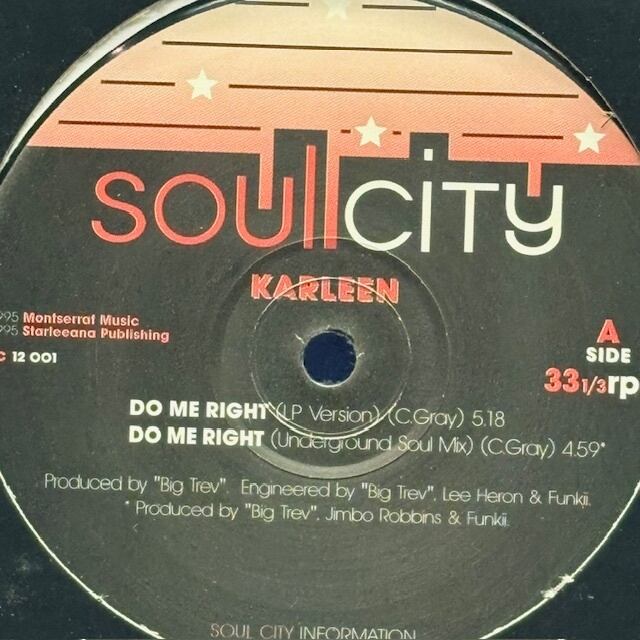 SOUL CITY
KARLEEN
995 Montserrat Music
995 Starleeana Publishing
C 12 001
A
SIDE
33 1/3 rp
DO ME RIGHT (LP Version) (C.Gray) 5.18
DO ME RIGHT (Underground Soul Mix) (C.Gray) 4.59*
Produced by "Big Trev". Engineered by "Big Trev", Lee Heron & Funkii.
* Produced by "Big Trev", Jimbo Robbins & Funkii.
SOUL CITY INFORMATION